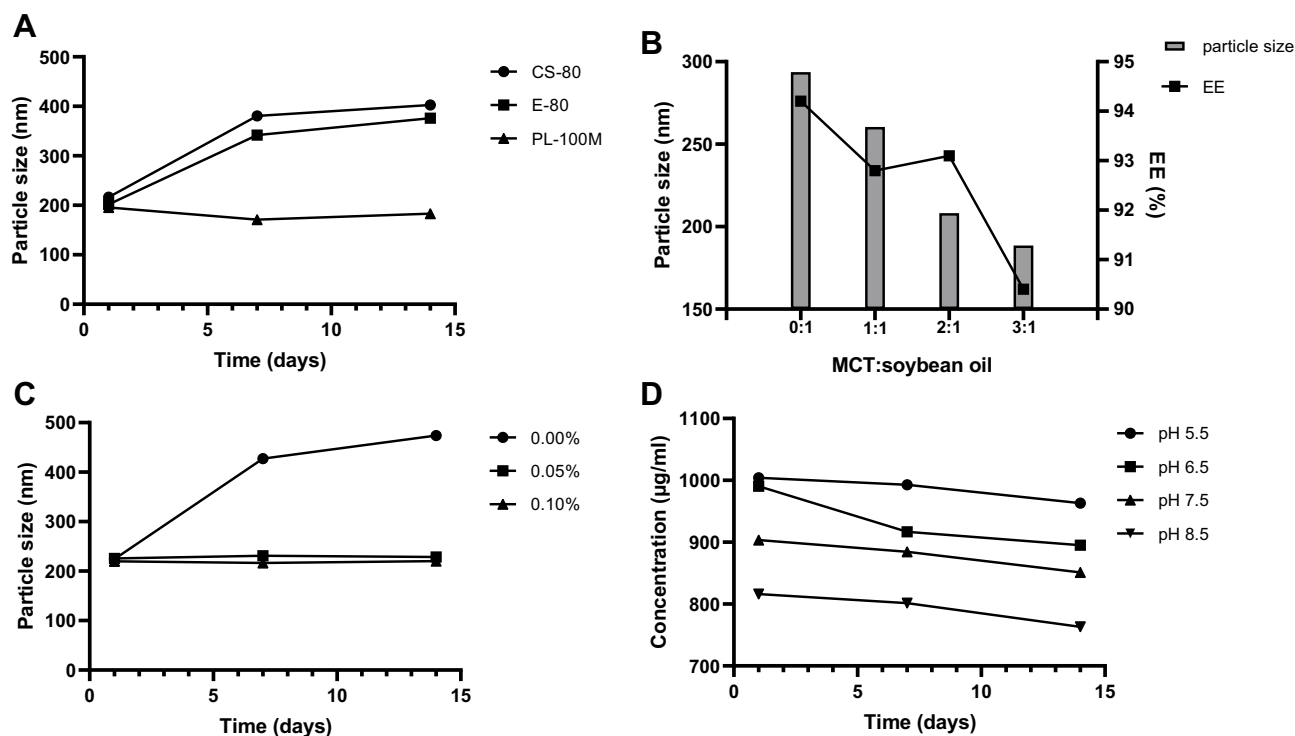 A
500
400
300
200
100
0
0 5 10 15
Particle size (nm)
Time (days)
CS-80
E-80
PL-100M
B
300
250
200
150
95
94
93
92
91
90
0:1 1:1 2:1 3:1
Particle size (nm)
EE (%)
MCT:soybean oil
particle size
EE
C
500
400
300
200
100
0
0 5 10 15
Particle size (nm)
Time (days)
0.00%
0.05%
0.10%
D
1100
1000
900
800
700
0 5 10 15
Concentration (μg/ml)
Time (days)
pH 5.5
pH 6.5
pH 7.5
pH 8.5